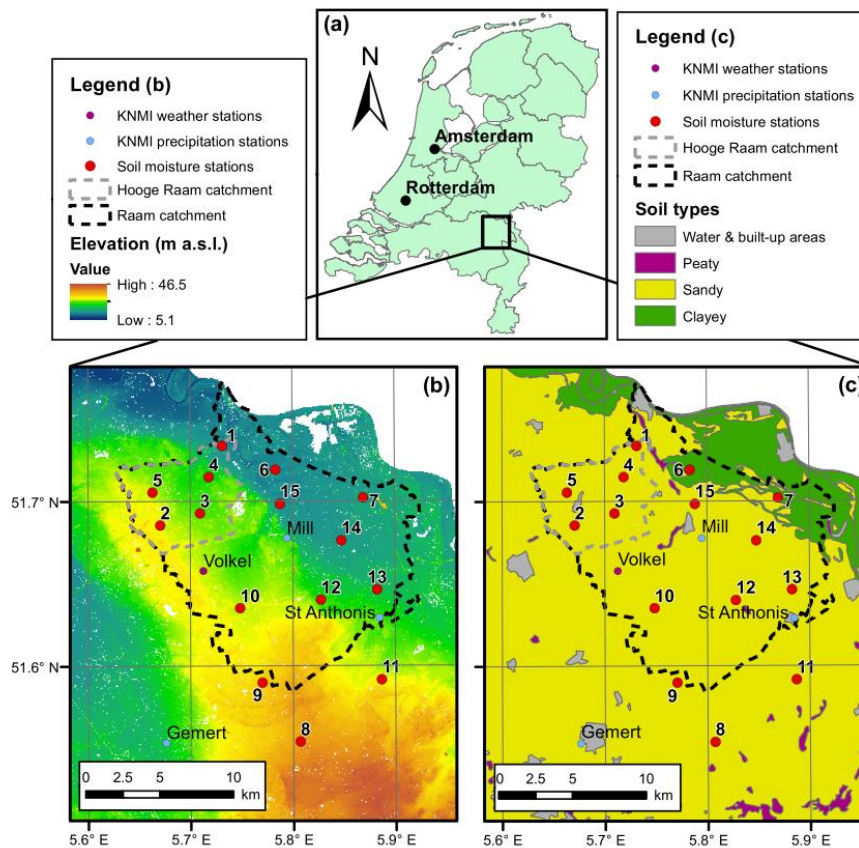 (a)
N
Amsterdam
Rotterdam
Legend (b)
KNMI weather stations
KNMI precipitation stations
Soil moisture stations
Hooge Raam catchment
Raam catchment
Elevation (m a.s.l.)
Value
High : 46.5
Low : 5.1
Legend (c)
KNMI weather stations
KNMI precipitation stations
Soil moisture stations
Hooge Raam catchment
Raam catchment
Soil types
Water & built-up areas
Peaty
Sandy
Clayey
(b)
1
6
4
5
7
15
3
2
51.7° N
Mill
14
Volkel
13
12
10
St Anthonis
51.6° N
11
9
8
Gemert
0 2.5 5 10
km
5.6° E 5.7° E 5.8° E 5.9° E
(c)
1
6
4
5
7
15
3
2
Mill
14
Volkel
13
12
10
St Anthonis
11
9
8
Gemert
0 2.5 5 10
km
5.6° E 5.7° E 5.8° E 5.9° E